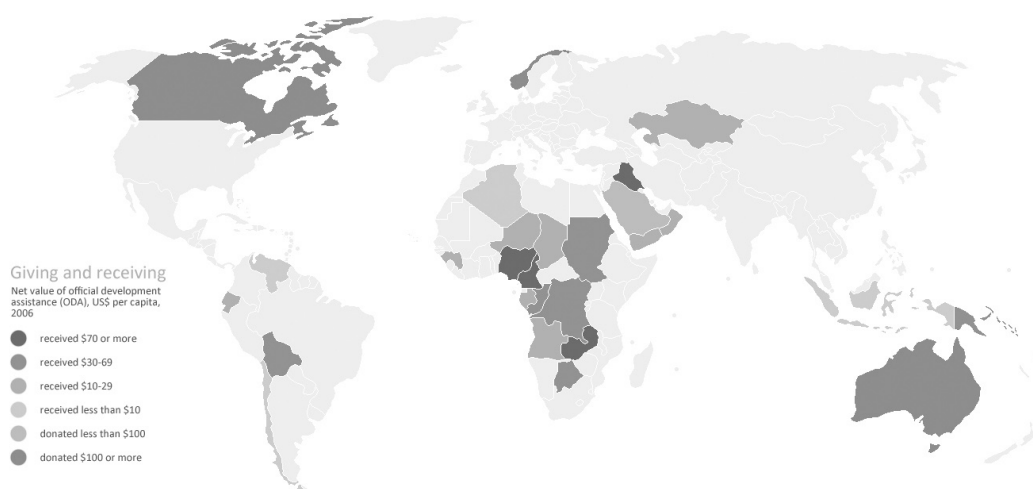 Giving and receiving
Net value of official development
assistance (ODA), US$ per capita,
2006
received $70 or more
received $30-69
received $10-29
received less than $10
donated less than $100
donated $100 or more